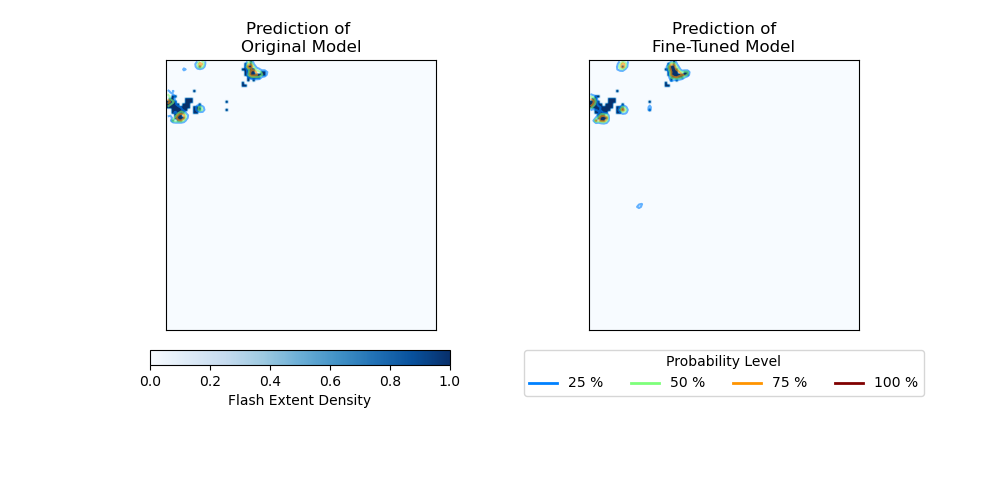 Prediction of
Original Model
Prediction of
Fine-Tuned Model
0.0 0.2 0.4 0.6 0.8 1.0
Flash Extent Density
Probability Level
25 % 50 % 75 % 100 %